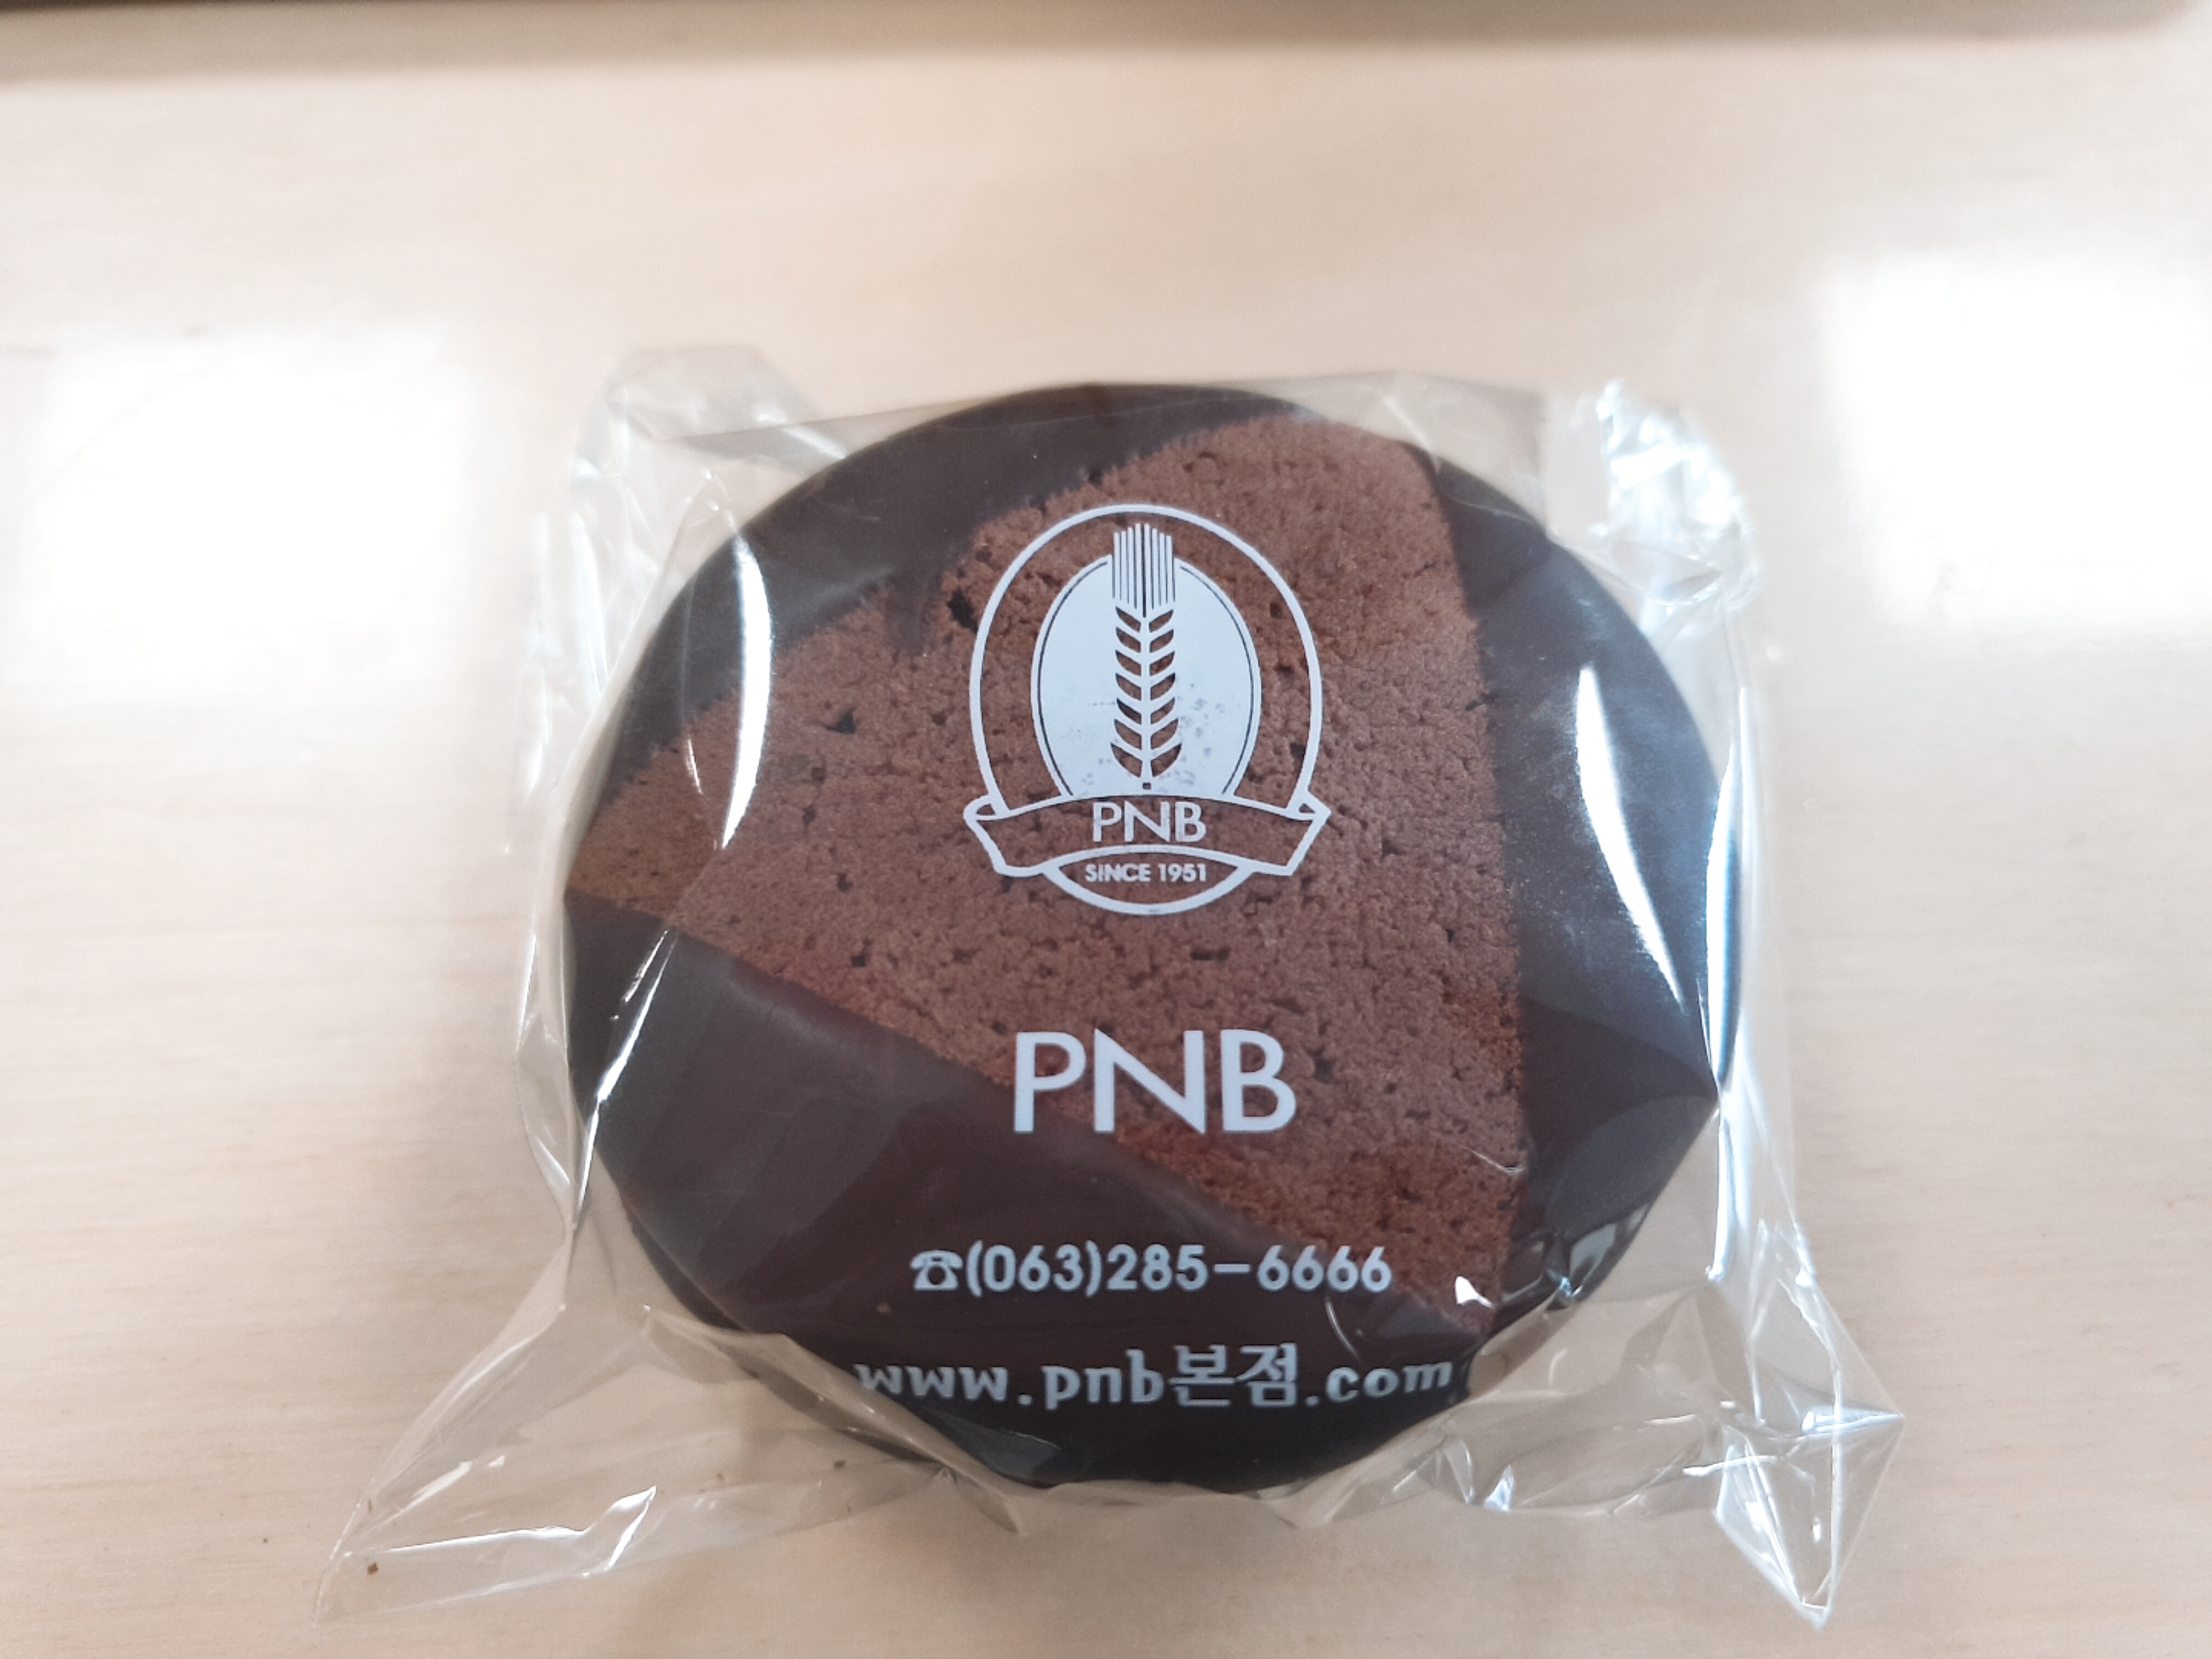 PNB
SINCE 1951
PNB
☎(063)285-6666
www.pnb본점.com